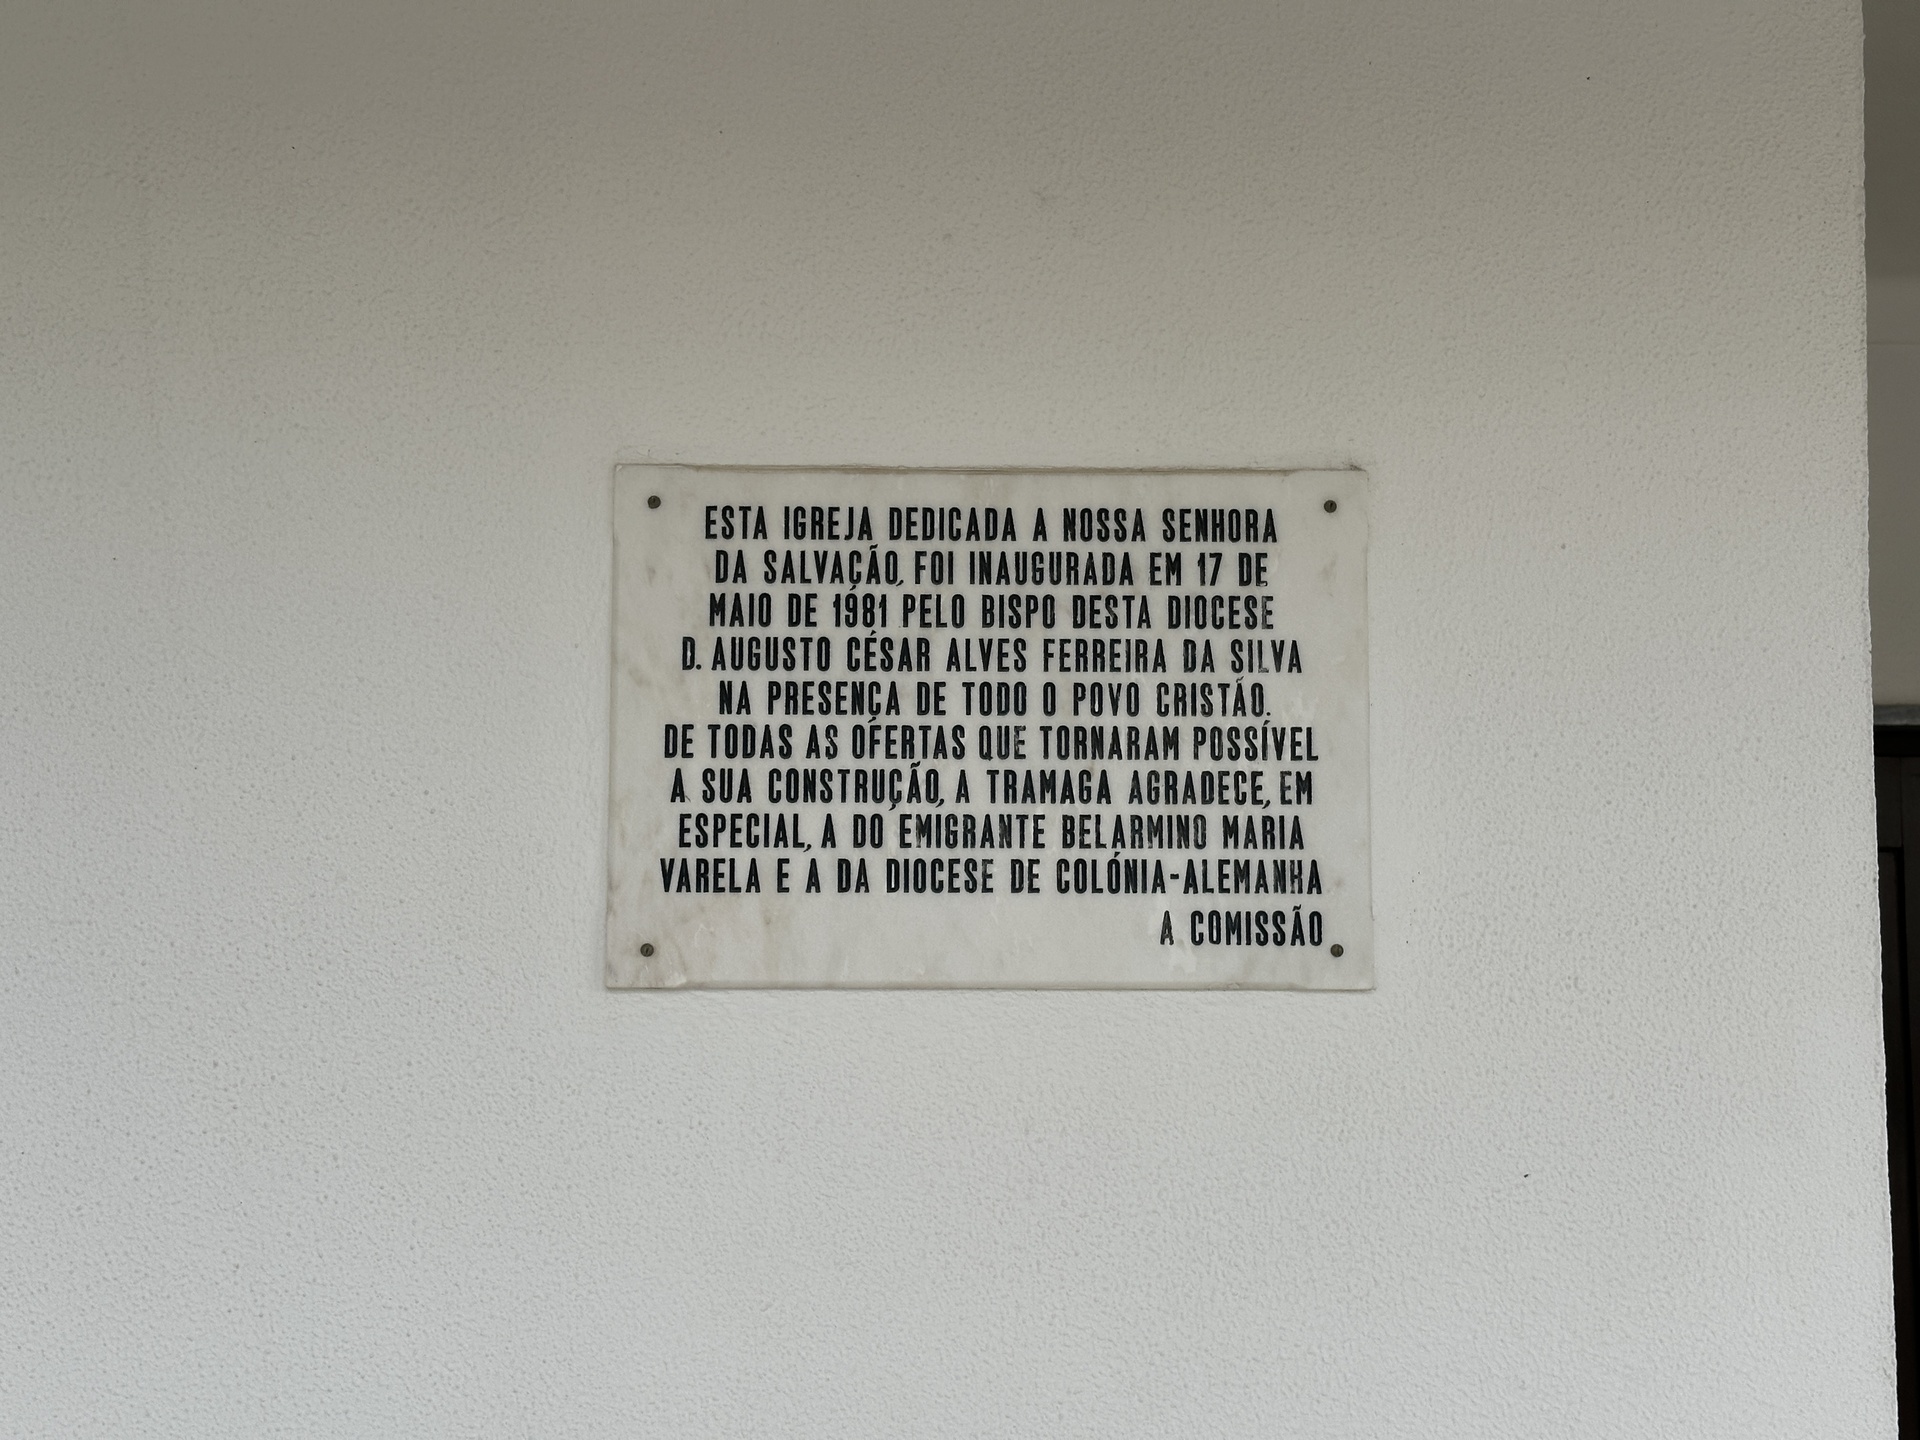 ESTA IGREJA DEDICADA A NOSSA SENHORA
DA SALVAÇÃO, FOI INAUGURADA EM 17 DE
MAIO DE 1981 PELO BISPO DESTA DIOCESE
D. AUGUSTO CÉSAR ALVES FERREIRA DA SILVA
NA PRESENÇA DE TODO O POVO CRISTÃO.
DE TODAS AS OFERTAS QUE TORNARAM POSSÍVEL
A SUA CONSTRUÇÃO, A TRAMAGA AGRADECE, EM
ESPECIAL, A DO EMIGRANTE BELARMINO MARIA
VARELA E A DA DIOCESE DE COLÓNIA-ALEMANHA
A COMISSÃO